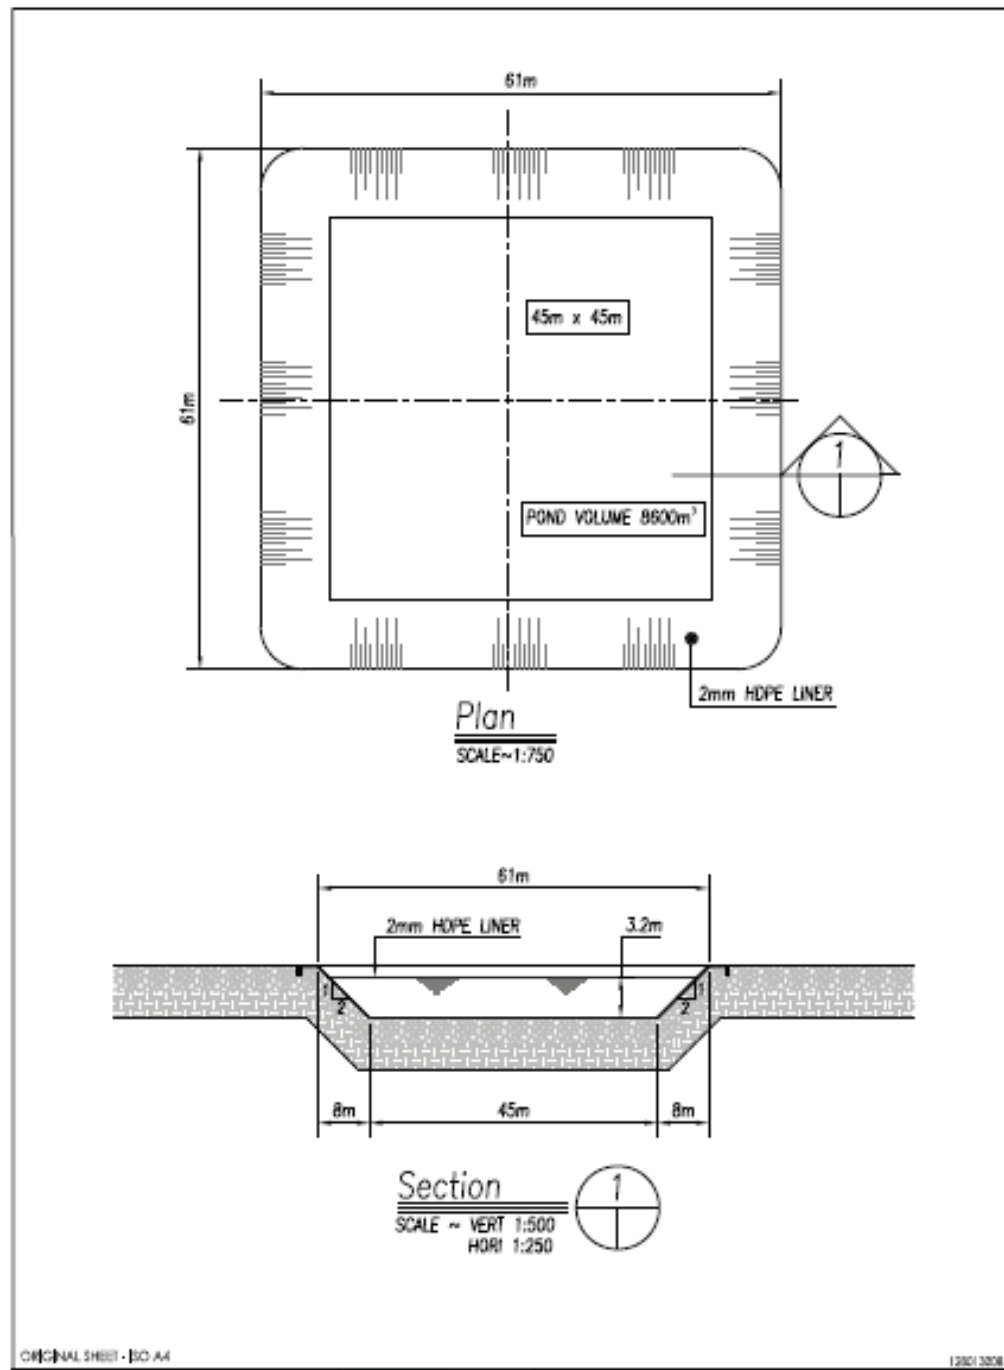 61m
61m
45m x 45m
1
POND VOLUME 8600m³
2mm HDPE LINER
Plan
SCALE~1:750
61m
2mm HDPE LINER
3.2m
1
2
1
2
8m
45m
8m
Section
1
SCALE ~ VERT 1:500
HORI 1:250
ORIGINAL SHEET - ISO A4